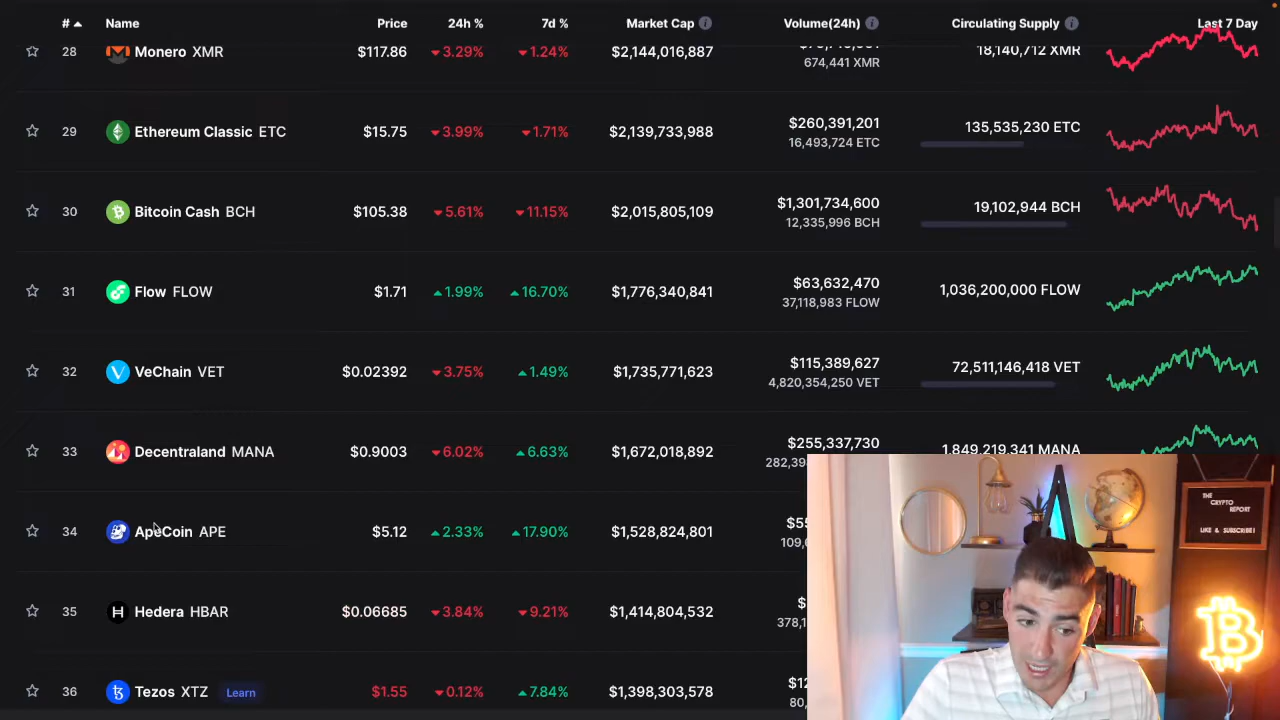 # Name Price 24h % 7d % Market Cap Volume(24h) Circulating Supply Last 7 Day
28 Monero XMR $117.86 3.29% 1.24% $2,144,016,887 18,140,712 XMR
674,441 XMR
29 Ethereum Classic ETC $15.75 3.99% 1.71% $2,139,733,988 $260,391,201 135,535,230 ETC
16,493,724 ETC
30 Bitcoin Cash BCH $105.38 5.61% 11.15% $2,015,805,109 $1,301,734,600 19,102,944 BCH
12,335,996 BCH
31 Flow FLOW $1.71 1.99% 16.70% $1,776,340,841 $63,632,470 1,036,200,000 FLOW
37,118,983 FLOW
32 VeChain VET $0.02392 3.75% 1.49% $1,735,771,623 $115,389,627 72,511,146,418 VET
4,820,354,250 VET
33 Decentraland MANA $0.9003 6.02% 6.63% $1,672,018,892 $255,337,730 1,849,219,341 MANA
34 ApeCoin APE $5.12 2.33% 17.90% $1,528,824,801
35 Hedera HBAR $0.06685 3.84% 9.21% $1,414,804,532
36 Tezos XTZ Learn $1.55 0.12% 7.84% $1,398,303,578
THE
CRYPTO
REPORT
LIKE & SUBSCRIBE!